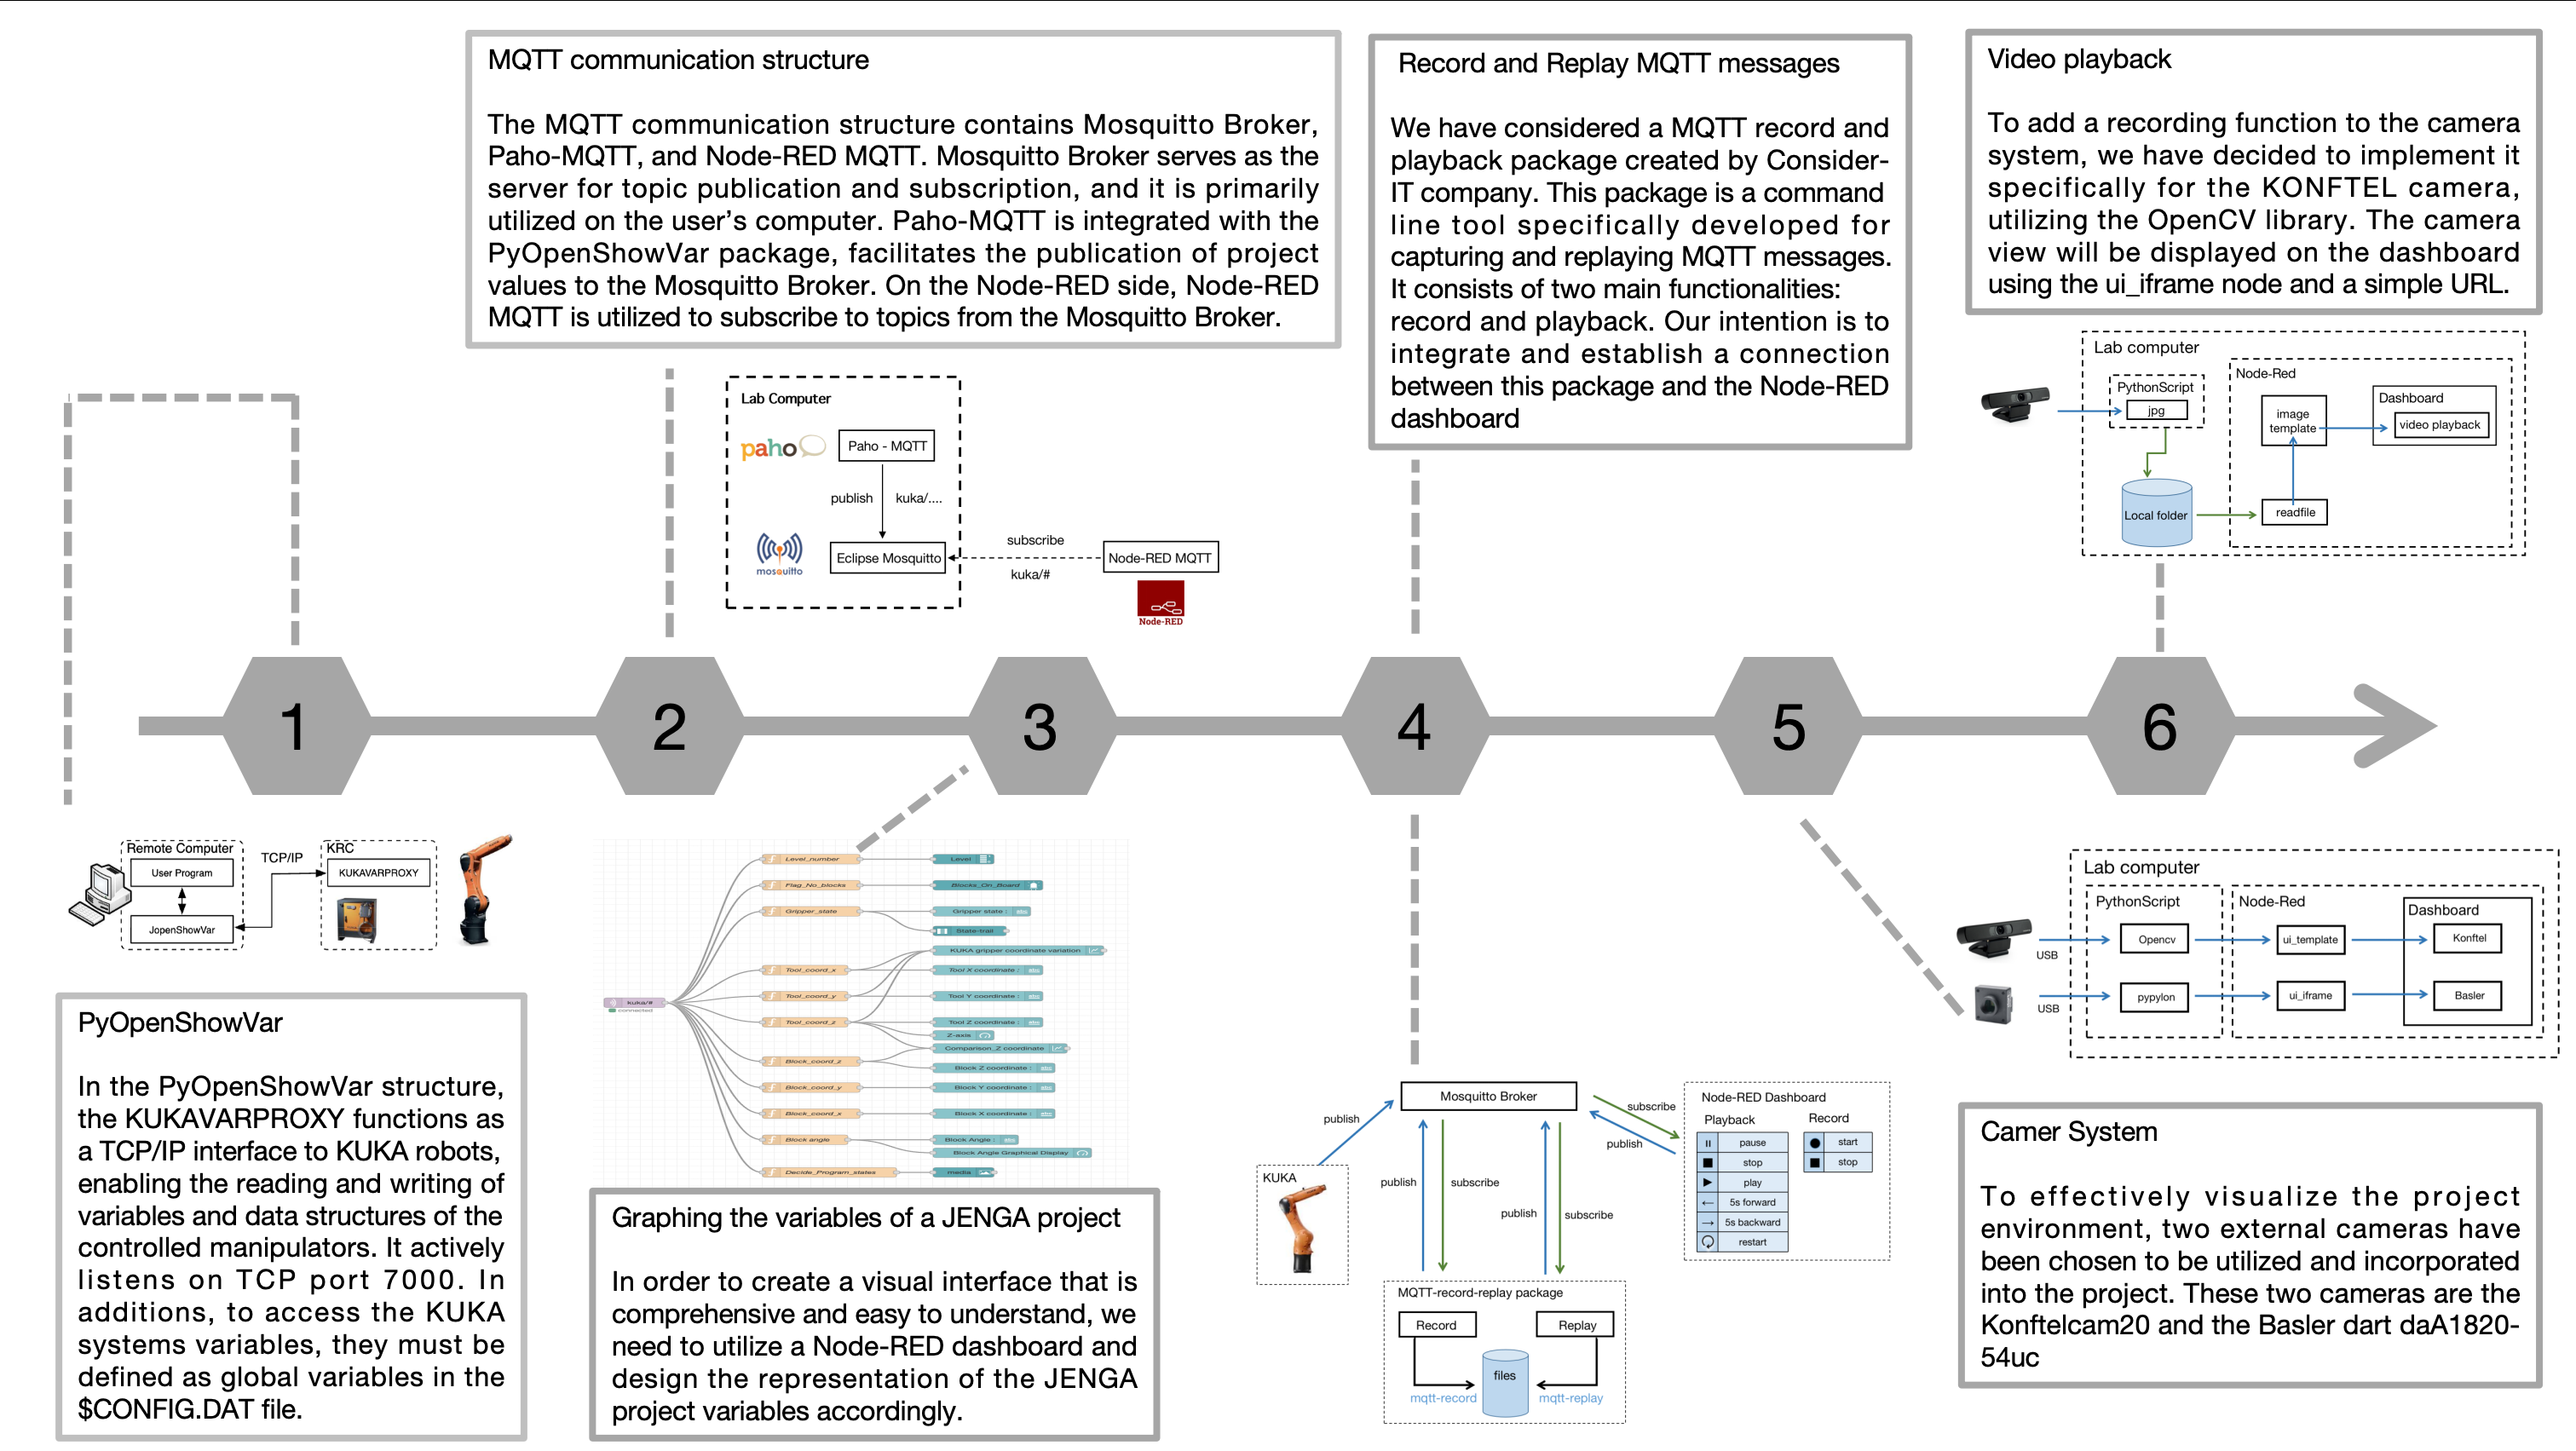 MQTT communication structure
The MQTT communication structure contains Mosquitto Broker,
Paho-MQTT, and Node-RED MQTT. Mosquitto Broker serves as the
server for topic publication and subscription, and it is primarily
utilized on the user’s computer. Paho-MQTT is integrated with the
PyOpenShowVar package, facilitates the publication of project
values to the Mosquitto Broker. On the Node-RED side, Node-RED
MQTT is utilized to subscribe to topics from the Mosquitto Broker.
Record and Replay MQTT messages
We have considered a MQTT record and
playback package created by Consider-
IT company. This package is a command
line tool specifically developed for
capturing and replaying MQTT messages.
It consists of two main functionalities:
record and playback. Our intention is to
integrate and establish a connection
between this package and the Node-RED
dashboard
Video playback
To add a recording function to the camera
system, we have decided to implement it
specifically for the KONFTEL camera,
utilizing the OpenCV library. The camera
view will be displayed on the dashboard
using the ui_iframe node and a simple URL.
Lab Computer
paho
Paho - MQTT
publish
kuka/....
mosquitto
Eclipse Mosquitto
subscribe
kuka/#
Node-RED MQTT
Node-RED
Lab computer
PythonScript
jpg
Local folder
Node-Red
image
template
readfile
Dashboard
video playback
1
2
3
4
5
6
Remote Computer
User Program
JopenShowVar
TCP/IP
KRC
KUKAVARPROXY
PyOpenShowVar
In the PyOpenShowVar structure,
the KUKAVARPROXY functions as
a TCP/IP interface to KUKA robots,
enabling the reading and writing of
variables and data structures of the
controlled manipulators. It actively
listens on TCP port 7000. In
additions, to access the KUKA
systems variables, they must be
defined as global variables in the
$CONFIG.DAT file.
kuka/#
connected
Level_number
Level
Flag_No_blocks
Blocks_On_Board
Gripper_state
Gripper state :
abc
State-trail
KUKA gripper coordinate variation
Tool_coord_x
Tool X coordinate :
abc
Tool_coord_y
Tool Y coordinate :
abc
Tool_coord_z
Tool Z coordinate :
abc
Z-axis
Comparison_Z coordinate
Block_coord_z
Block Z coordinate :
abc
Block_coord_y
Block Y coordinate :
abc
Block_coord_x
Block X coordinate :
abc
Block angle
Block Angle :
abc
Block Angle Graphical Display
Decide_Program_states
media
Graphing the variables of a JENGA project
In order to create a visual interface that is
comprehensive and easy to understand, we
need to utilize a Node-RED dashboard and
design the representation of the JENGA
project variables accordingly.
Mosquitto Broker
publish
KUKA
publish
subscribe
publish
subscribe
subscribe
publish
Node-RED Dashboard
Playback
pause
stop
play
5s forward
5s backward
restart
Record
start
stop
MQTT-record-replay package
Record
Replay
files
mqtt-record
mqtt-replay
Lab computer
PythonScript
Node-Red
Dashboard
USB
Opencv
ui_template
Konftel
USB
pypylon
ui_iframe
Basler
Camer System
To effectively visualize the project
environment, two external cameras have
been chosen to be utilized and incorporated
into the project. These two cameras are the
Konftelcam20 and the Basler dart daA1820-
54uc